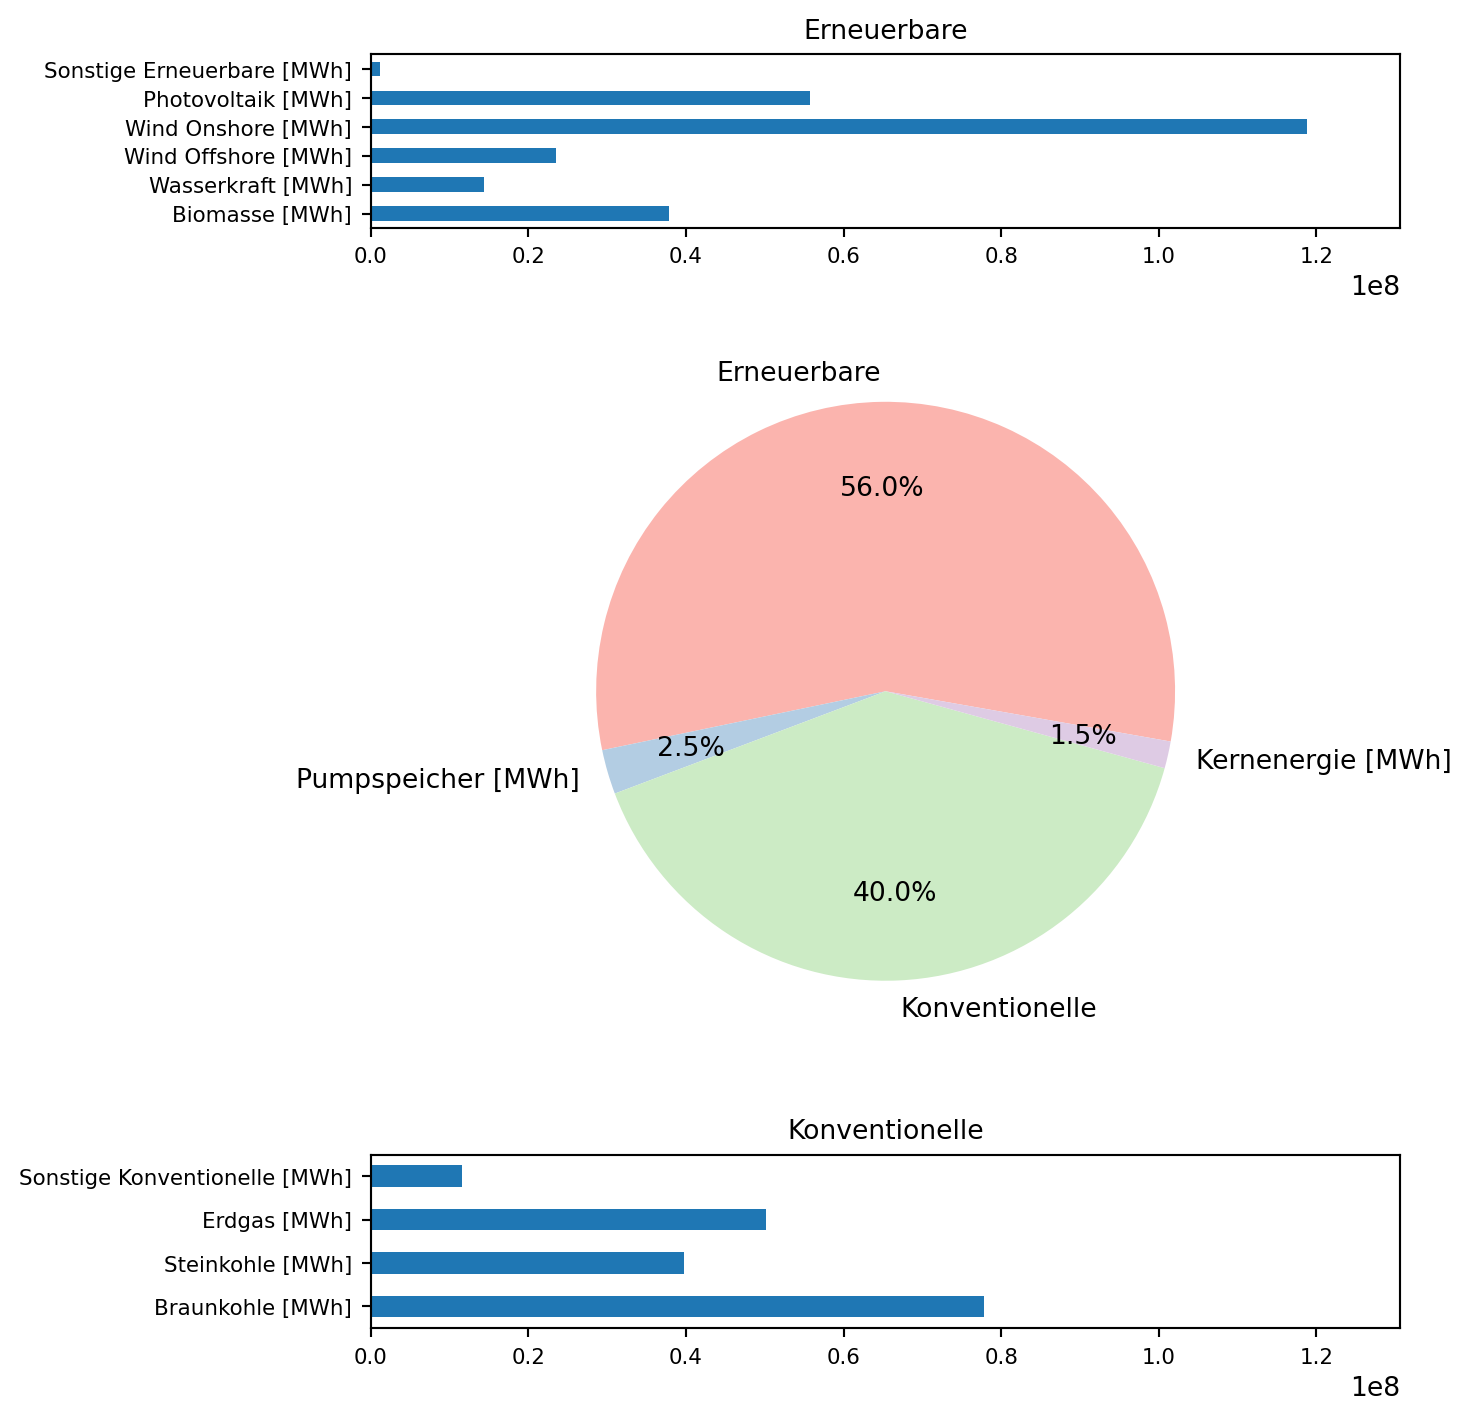 Erneuerbare
Sonstige Erneuerbare [MWh]
Photovoltaik [MWh]
Wind Onshore [MWh]
Wind Offshore [MWh]
Wasserkraft [MWh]
Biomasse [MWh]
0.0 0.2 0.4 0.6 0.8 1.0 1.2
1e8
Erneuerbare
56.0%
2.5%
1.5%
Pumpspeicher [MWh]
Kernenergie [MWh]
40.0%
Konventionelle
Konventionelle
Sonstige Konventionelle [MWh]
Erdgas [MWh]
Steinkohle [MWh]
Braunkohle [MWh]
0.0 0.2 0.4 0.6 0.8 1.0 1.2
1e8